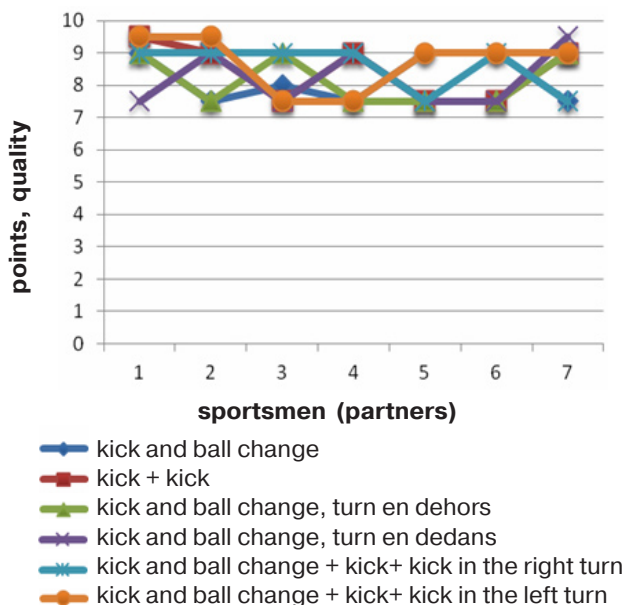 10
9
8
7
6
5
4
3
2
1
0
points, quality
1 2 3 4 5 6 7
sportsmen (partners)
kick and ball change
kick + kick
kick and ball change, turn en dehors
kick and ball change, turn en dedans
kick and ball change + kick+ kick in the right turn
kick and ball change + kick+ kick in the left turn